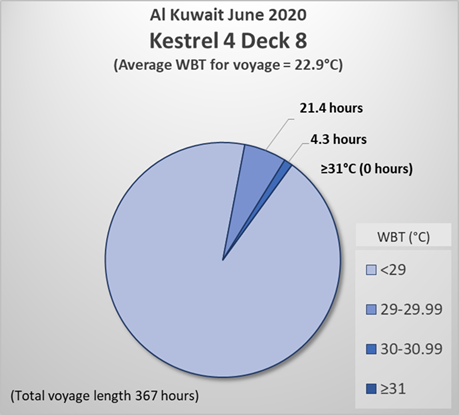 Al Kuwait June 2020
Kestrel 4 Deck 8
(Average WBT for voyage = 22.9°C)
21.4 hours
4.3 hours
≥31°C (0 hours)
WBT (°C)
<29
29-29.99
30-30.99
≥31
(Total voyage length 367 hours)